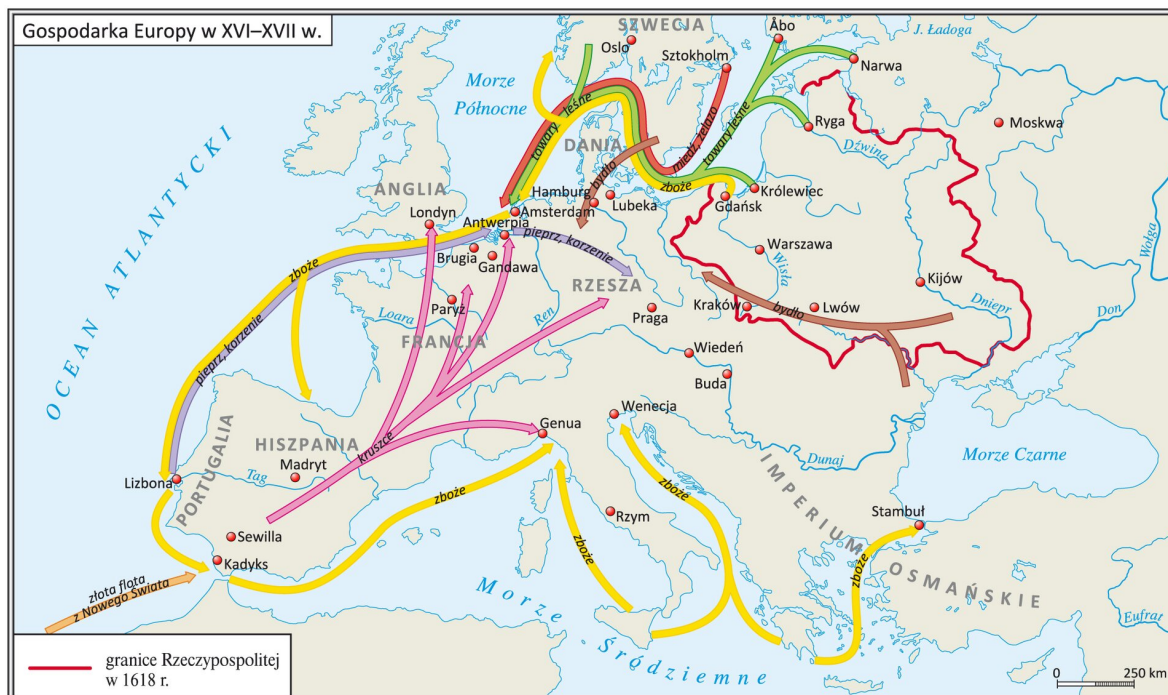 Gospodarka Europy w XVI–XVII w.
SZWECJA
Oslo
Åbo
J. Ładoga
Sztokholm
Narwa
Morze
Północne
towary leśne
miedź, żelazo
towary leśne
Ryga
Moskwa
Dźwina
DANIA
bydło
zboże
ANGLIA
Hamburg
Lubeka
Gdańsk
Królewiec
Londyn
Antwerpia
Amsterdam
pieprz, korzenie
Brugia
Gandawa
Warszawa
Wisła
Wołga
OCEAN ATLANTYCKI
zboże
pieprz, korzenie
RZESZA
Kijów
Paryż
Loara
Ren
Praga
Kraków
Lwów
bydło
Dniepr
Don
FRANCJA
Wiedeń
Buda
Wenecja
Genua
HISZPANIA
kruszce
Madryt
Tag
Lizbona
PORTUGALIA
Dunaj
Morze Czarne
Sewilla
Kadyks
zboże
Rzym
zboże
zboże
Stambuł
zboże
IMPERIUM
OSMAŃSKIE
złota flota
z Nowego Świata
Morze
Śródziemne
Eufrat
granice Rzeczypospolitej
w 1618 r.
0 250 km